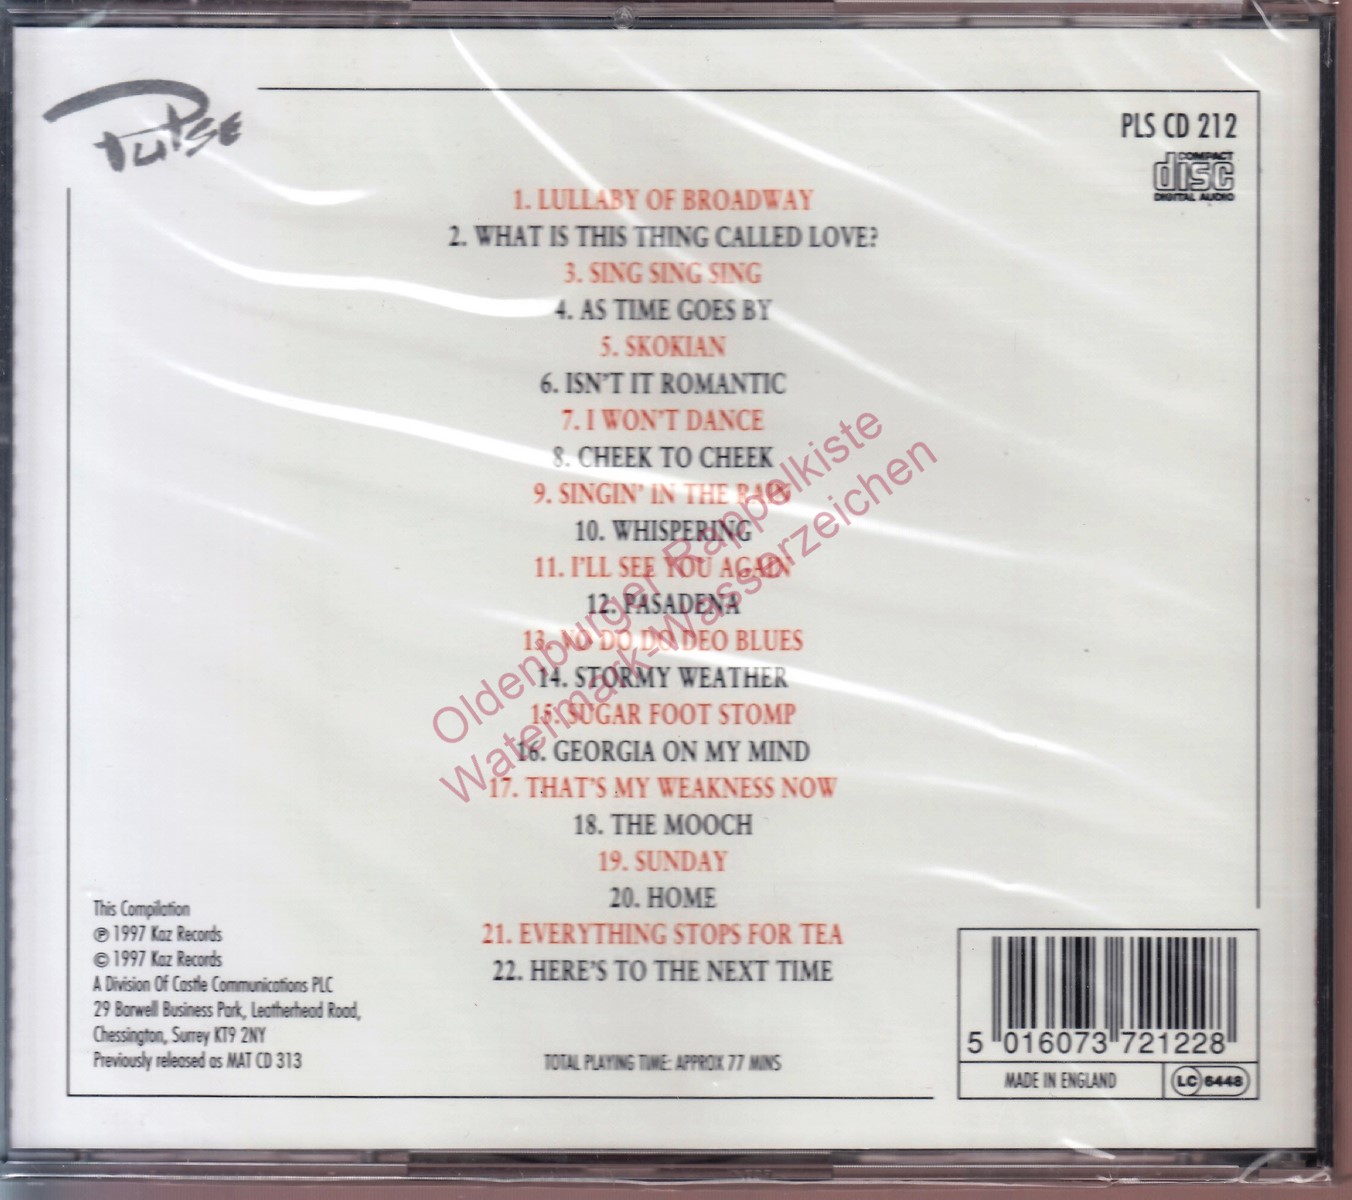 Pulse
PLS CD 212
COMPACT
disc
DIGITAL AUDIO
1. LULLABY OF BROADWAY
2. WHAT IS THIS THING CALLED LOVE?
3. SING SING SING
4. AS TIME GOES BY
5. SKOKIAN
6. ISN'T IT ROMANTIC
7. I WON'T DANCE
8. CHEEK TO CHEEK
9. SINGIN' IN THE RAIN
10. WHISPERING
11. I'LL SEE YOU AGAIN
12. PASADENA
13. NO DO DO DEO BLUES
14. STORMY WEATHER
15. SUGAR FOOT STOMP
16. GEORGIA ON MY MIND
17. THAT'S MY WEAKNESS NOW
18. THE MOOCH
19. SUNDAY
20. HOME
21. EVERYTHING STOPS FOR TEA
22. HERE'S TO THE NEXT TIME
Oldenburger Rappelkiste
Watermark-Wasserzeichen
This Compilation
℗ 1997 Kaz Records
© 1997 Kaz Records
A Division Of Castle Communications PLC
29 Barwell Business Park, Leatherhead Road,
Chessington, Surrey KT9 2NY
Previously released as MAT CD 313
TOTAL PLAYING TIME: APPROX 77 MINS
5 016073 721228
MADE IN ENGLAND
LC 6448